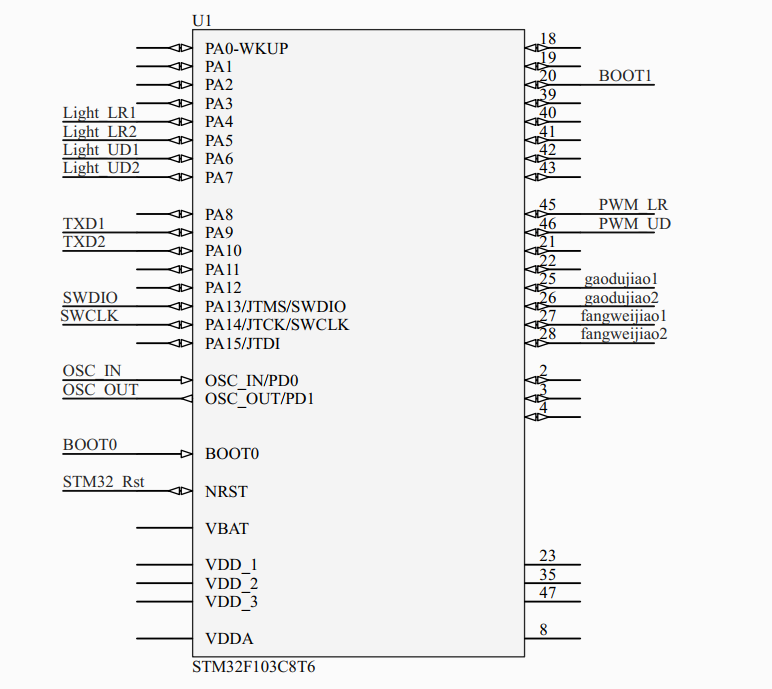 U1
PA0-WKUP 18
PA1 19
PA2 20 BOOT1
PA3 39
Light_LR1 PA4 40
Light_LR2 PA5 41
Light_UD1 PA6 42
Light_UD2 PA7 43
PA8 45 PWM_LR
TXD1 PA9 46 PWM_UD
TXD2 PA10 21
PA11 22
PA12 25 gaodujiao1
SWDIO PA13/JTMS/SWDIO 26 gaodujiao2
SWCLK PA14/JTCK/SWCLK 27 fangweijiao1
PA15/JTDI 28 fangweijiao2
OSC_IN OSC_IN/PD0 2
OSC_OUT OSC_OUT/PD1 3
4
BOOT0 BOOT0
STM32_Rst NRST
VBAT
VDD_1 23
VDD_2 35
VDD_3 47
VDDA 8
STM32F103C8T6